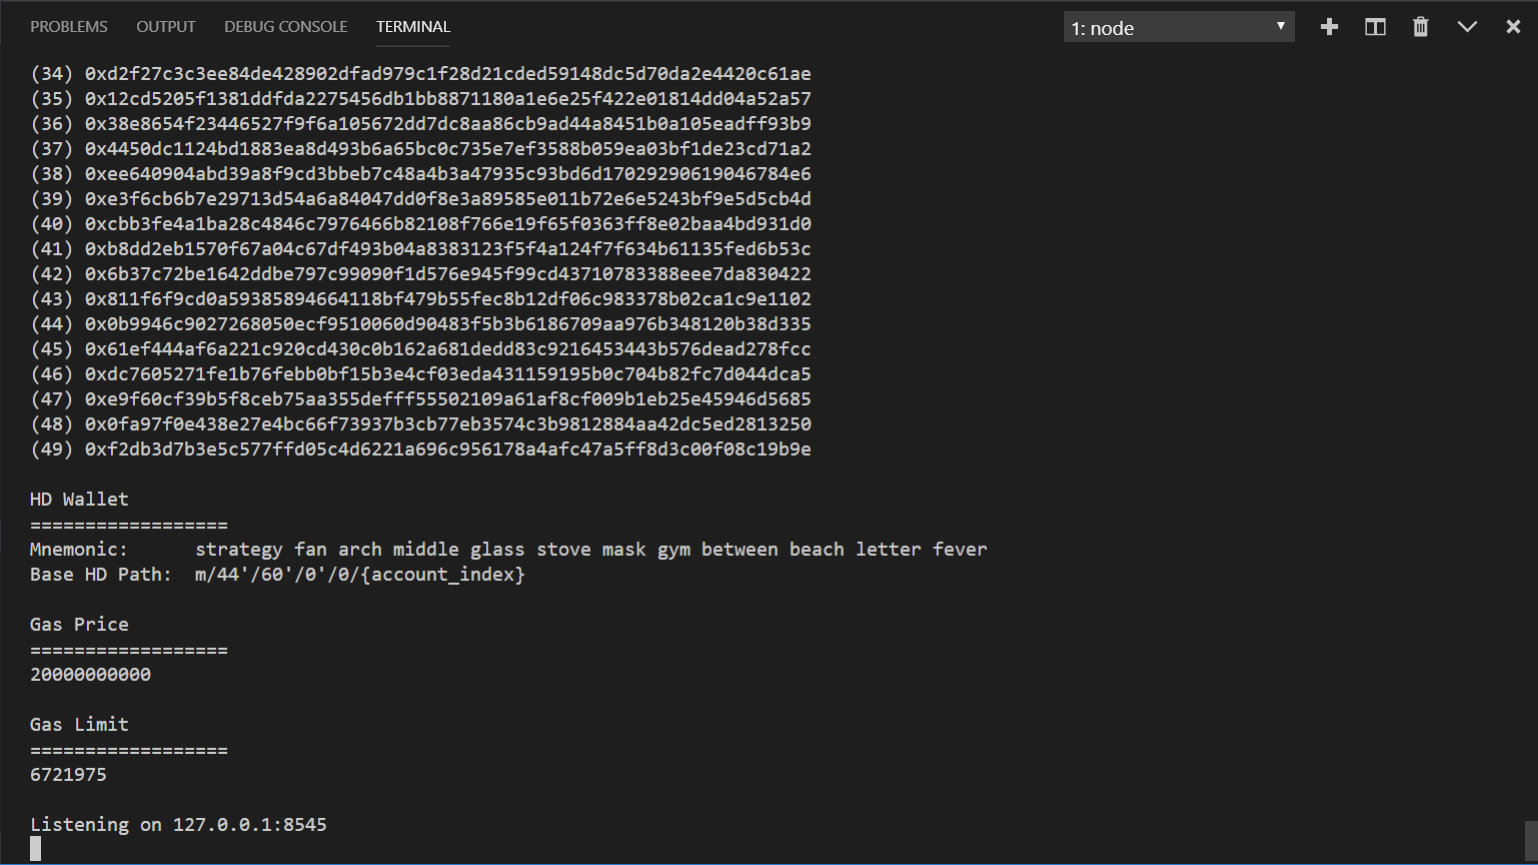 PROBLEMS OUTPUT DEBUG CONSOLE TERMINAL 1: node
(34) 0xd2f27c3c3ee84de428902dfad979c1f28d21cded59148dc5d70da2e4420c61ae
(35) 0x12cd5205f1381ddfda2275456db1bb8871180a1e6e25f422e01814dd04a52a57
(36) 0x38e8654f23446527f9f6a105672dd7dc8aa86cb9ad44a8451b0a105eadff93b9
(37) 0x4450dc1124bd1883ea8d493b6a65bc0c735e7ef3588b059ea03bf1de23cd71a2
(38) 0xee640904abd39a8f9cd3bbeb7c48a4b3a47935c93bd6d17029290619046784e6
(39) 0xe3f6cb6b7e29713d54a6a84047dd0f8e3a89585e011b72e6e5243bf9e5d5cb4d
(40) 0xcbb3fe4a1ba28c4846c7976466b82108f766e19f65f0363ff8e02baa4bd931d0
(41) 0xb8dd2eb1570f67a04c67df493b04a8383123f5f4a124f7f634b61135fed6b53c
(42) 0x6b37c72be1642ddbe797c99090f1d576e945f99cd43710783388eee7da830422
(43) 0x811f6f9cd0a59385894664118bf479b55fec8b12df06c983378b02ca1c9e1102
(44) 0x0b9946c9027268050ecf9510060d90483f5b3b6186709aa976b348120b38d335
(45) 0x61ef444af6a221c920cd430c0b162a681dedd83c9216453443b576dead278fcc
(46) 0xdc7605271fe1b76febb0bf15b3e4cf03eda431159195b0c704b82fc7d044dca5
(47) 0xe9f60cf39b5f8ceb75aa355defff55502109a61af8cf009b1eb25e45946d5685
(48) 0x0fa97f0e438e27e4bc66f73937b3cb77eb3574c3b9812884aa42dc5ed2813250
(49) 0xf2db3d7b3e5c577ffd05c4d6221a696c956178a4afc47a5ff8d3c00f08c19b9e
HD Wallet
==================
Mnemonic: strategy fan arch middle glass stove mask gym between beach letter fever
Base HD Path: m/44'/60'/0'/0/{account_index}
Gas Price
==================
20000000000
Gas Limit
==================
6721975
Listening on 127.0.0.1:8545